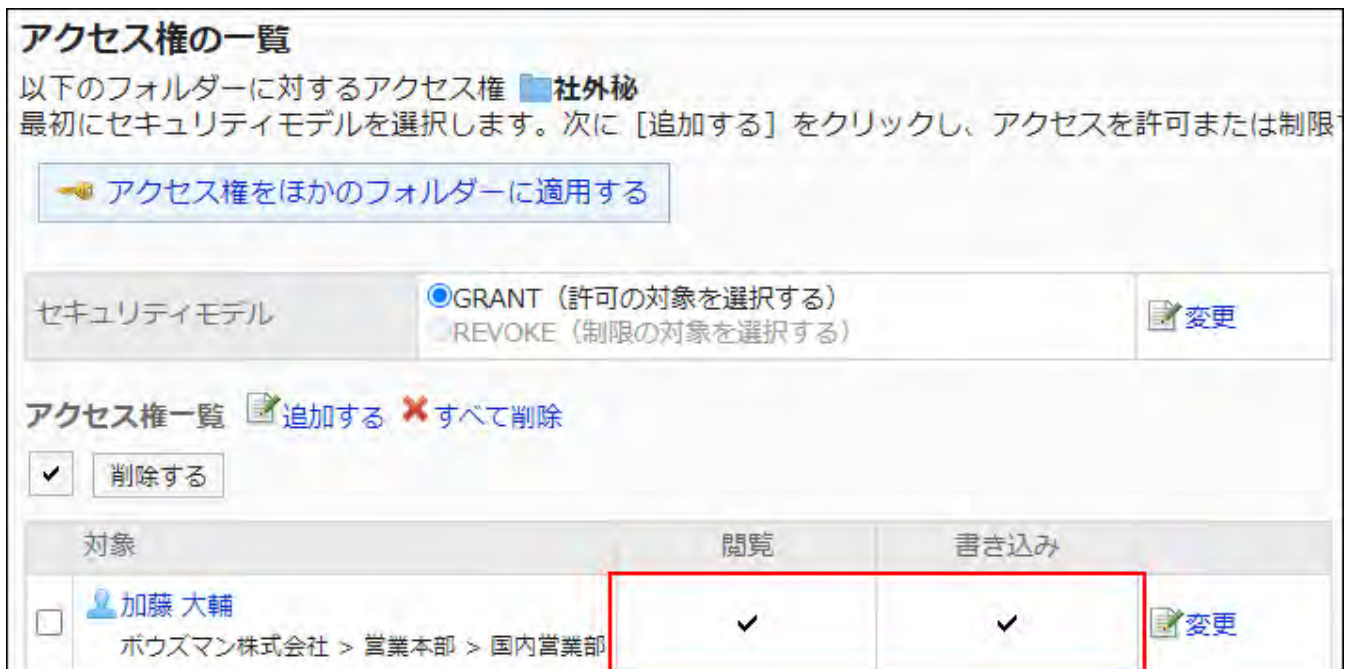 アクセス権の一覧
以下のフォルダーに対するアクセス権 社外秘
最初にセキュリティモデルを選択します。次に［追加する］をクリックし、アクセスを許可または制限
アクセス権をほかのフォルダーに適用する
セキュリティモデル
GRANT（許可の対象を選択する）
REVOKE（制限の対象を選択する）
変更
アクセス権一覧 追加する すべて削除
削除する
対象 閲覧 書き込み
加藤 大輔
ボウズマン株式会社 > 営業本部 > 国内営業部
変更